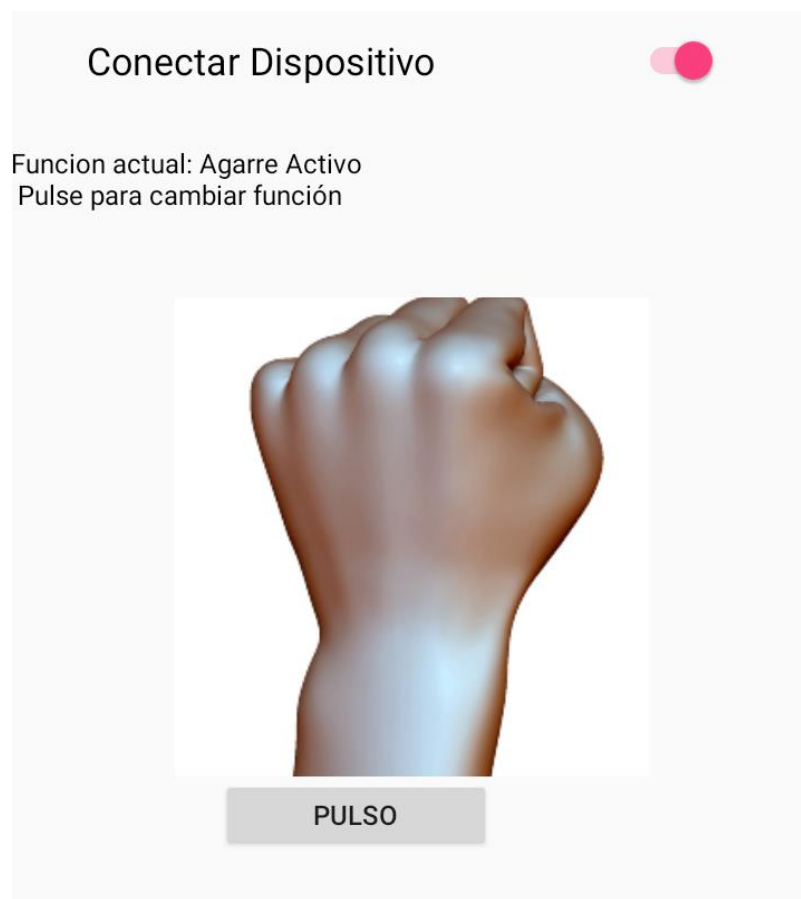 Conectar Dispositivo
Funcion actual: Agarre Activo
Pulse para cambiar función
PULSO